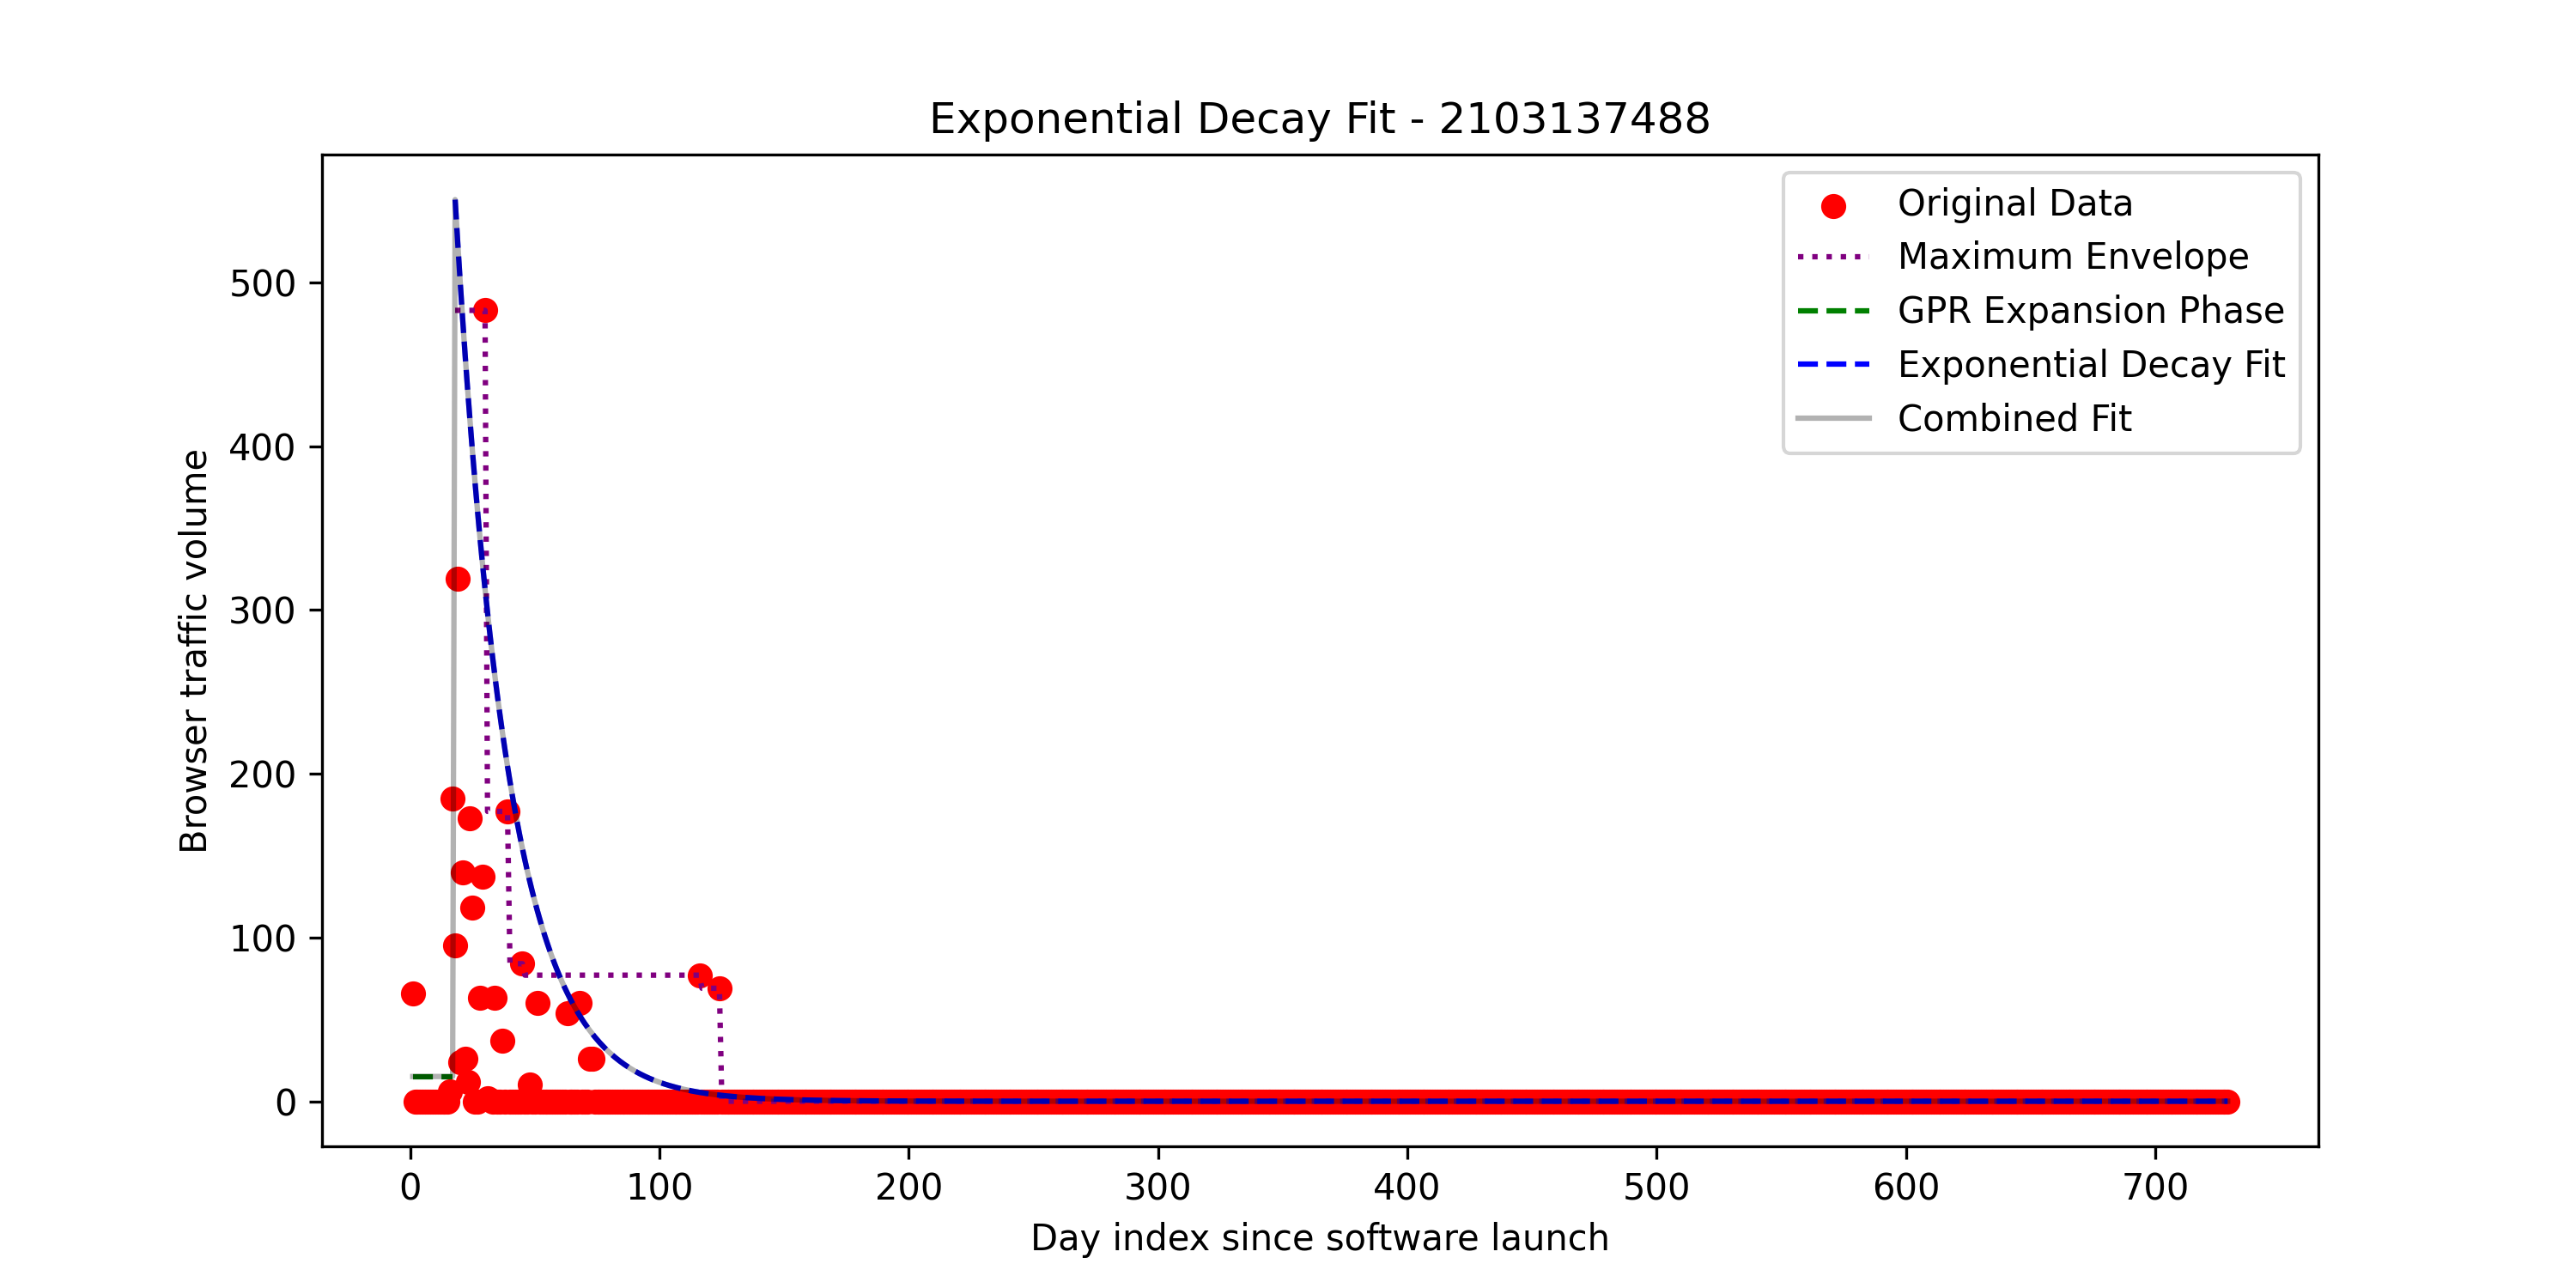 Exponential Decay Fit - 2103137488
Original Data
Maximum Envelope
GPR Expansion Phase
Exponential Decay Fit
Combined Fit
Browser traffic volume
500
400
300
200
100
0
0 100 200 300 400 500 600 700
Day index since software launch